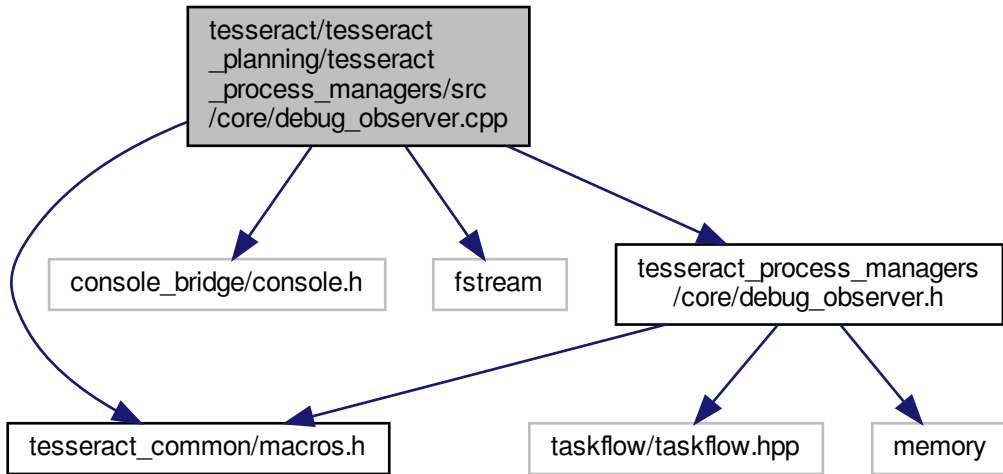 tesseract/tesseract
_planning/tesseract
_process_managers/src
/core/debug_observer.cpp
console_bridge/console.h
fstream
tesseract_process_managers
/core/debug_observer.h
tesseract_common/macros.h
taskflow/taskflow.hpp
memory